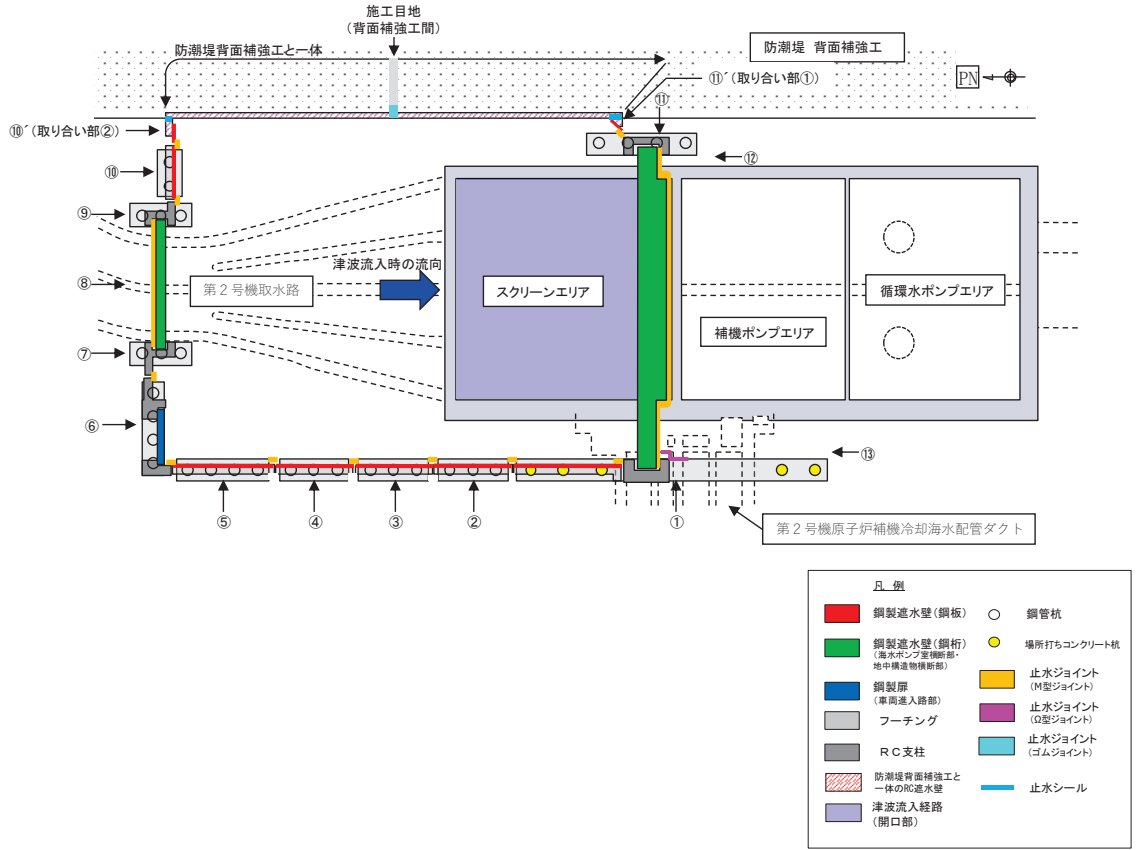 施工目地
(背面補強工間)
防潮堤背面補強工と一体
防潮堤 背面補強工
PN
⑪´(取り合い部①)
⑪
⑩´(取り合い部②)
⑫
⑩
⑨
津波流入時の流向
⑧
第2号機取水路
スクリーンエリア
循環水ポンプエリア
補機ポンプエリア
⑦
⑥
⑬
⑤
④
③
②
①
第2号機原子炉補機冷却海水配管ダクト
凡 例
鋼製遮水壁(鋼板)
鋼製遮水壁(鋼桁)
(海水ポンプ室横断部・
地中構造物横断部)
鋼製扉
(車両進入路部)
フーチング
RC支柱
防潮堤背面補強工と
一体のRC遮水壁
津波流入経路
(開口部)
鋼管杭
場所打ちコンクリート杭
止水ジョイント
(M型ジョイント)
止水ジョイント
(Ω型ジョイント)
止水ジョイント
(ゴムジョイント)
止水シール